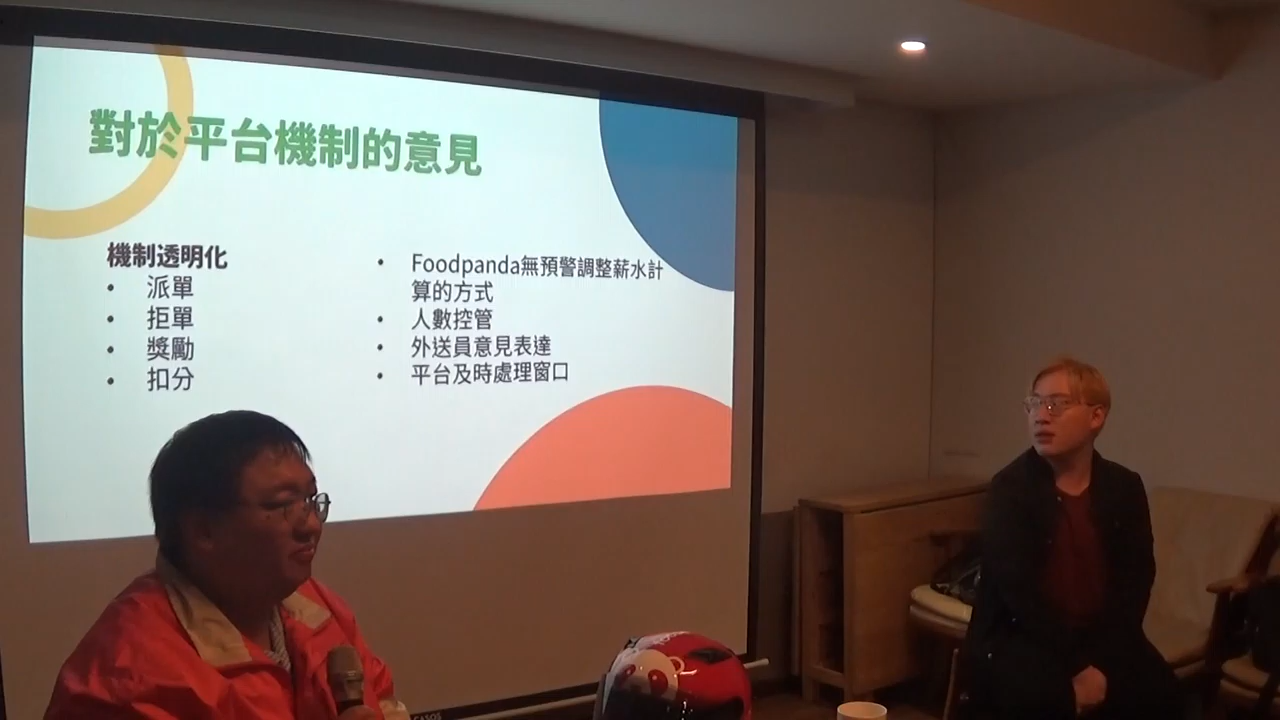 對於平台機制的意見
機制透明化
• 派單
• 拒單
• 獎勵
• 扣分
• Foodpanda無預警調整薪水計
算的方式
• 人數控管
• 外送員意見表達
• 平台及時處理窗口